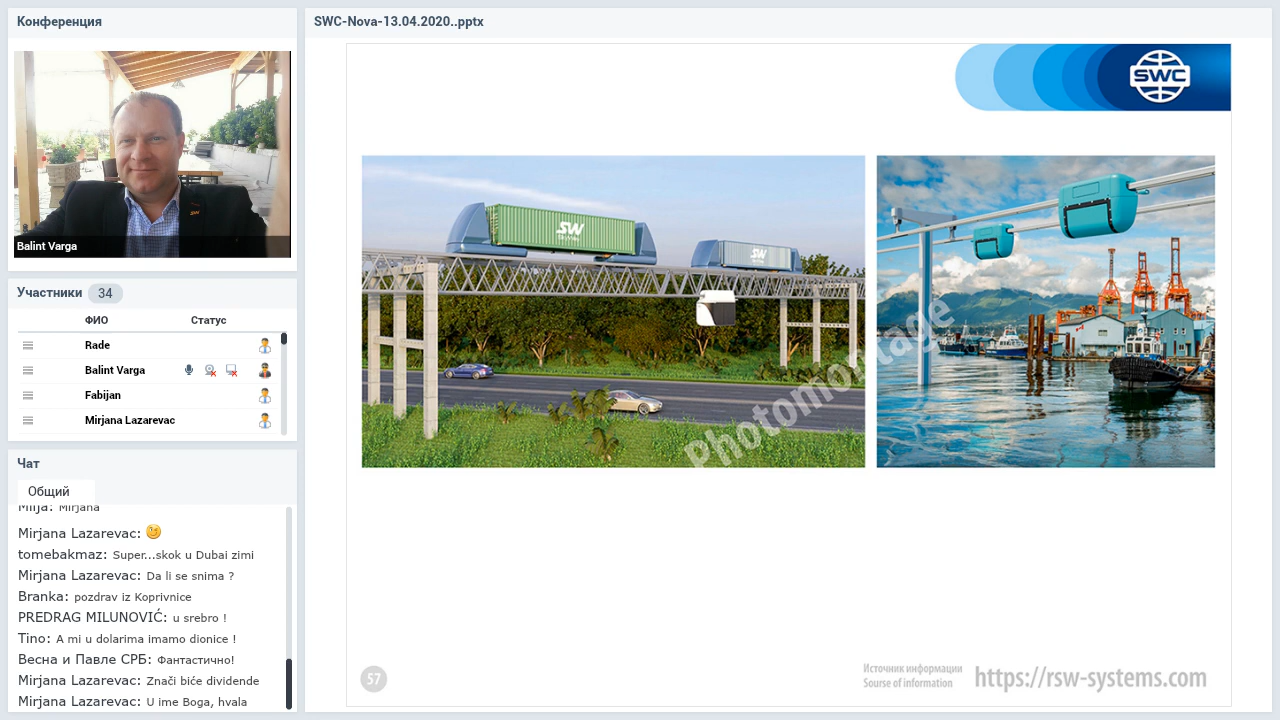 Конференция
Balint Varga
Участники 34
ФИО Статус
Rade
Balint Varga
Fabijan
Mirjana Lazarevac
Чат
Общий
Milja: Mirjana
Mirjana Lazarevac:
tomebakmaz: Super...skok u Dubai zimi
Mirjana Lazarevac: Da li se snima ?
Branka: pozdrav iz Koprivnice
PREDRAG MILUNOVIĆ: u srebro !
Tino: A mi u dolarima imamo dionice !
Весна и Павле СРБ: Фантастично!
Mirjana Lazarevac: Znači biće dividende
Mirjana Lazarevac: U ime Boga, hvala
SWC-Nova-13.04.2020..pptx
SWC
SW
SW
Photomontage
57
Источник информации
Sourse of information
https://rsw-systems.com